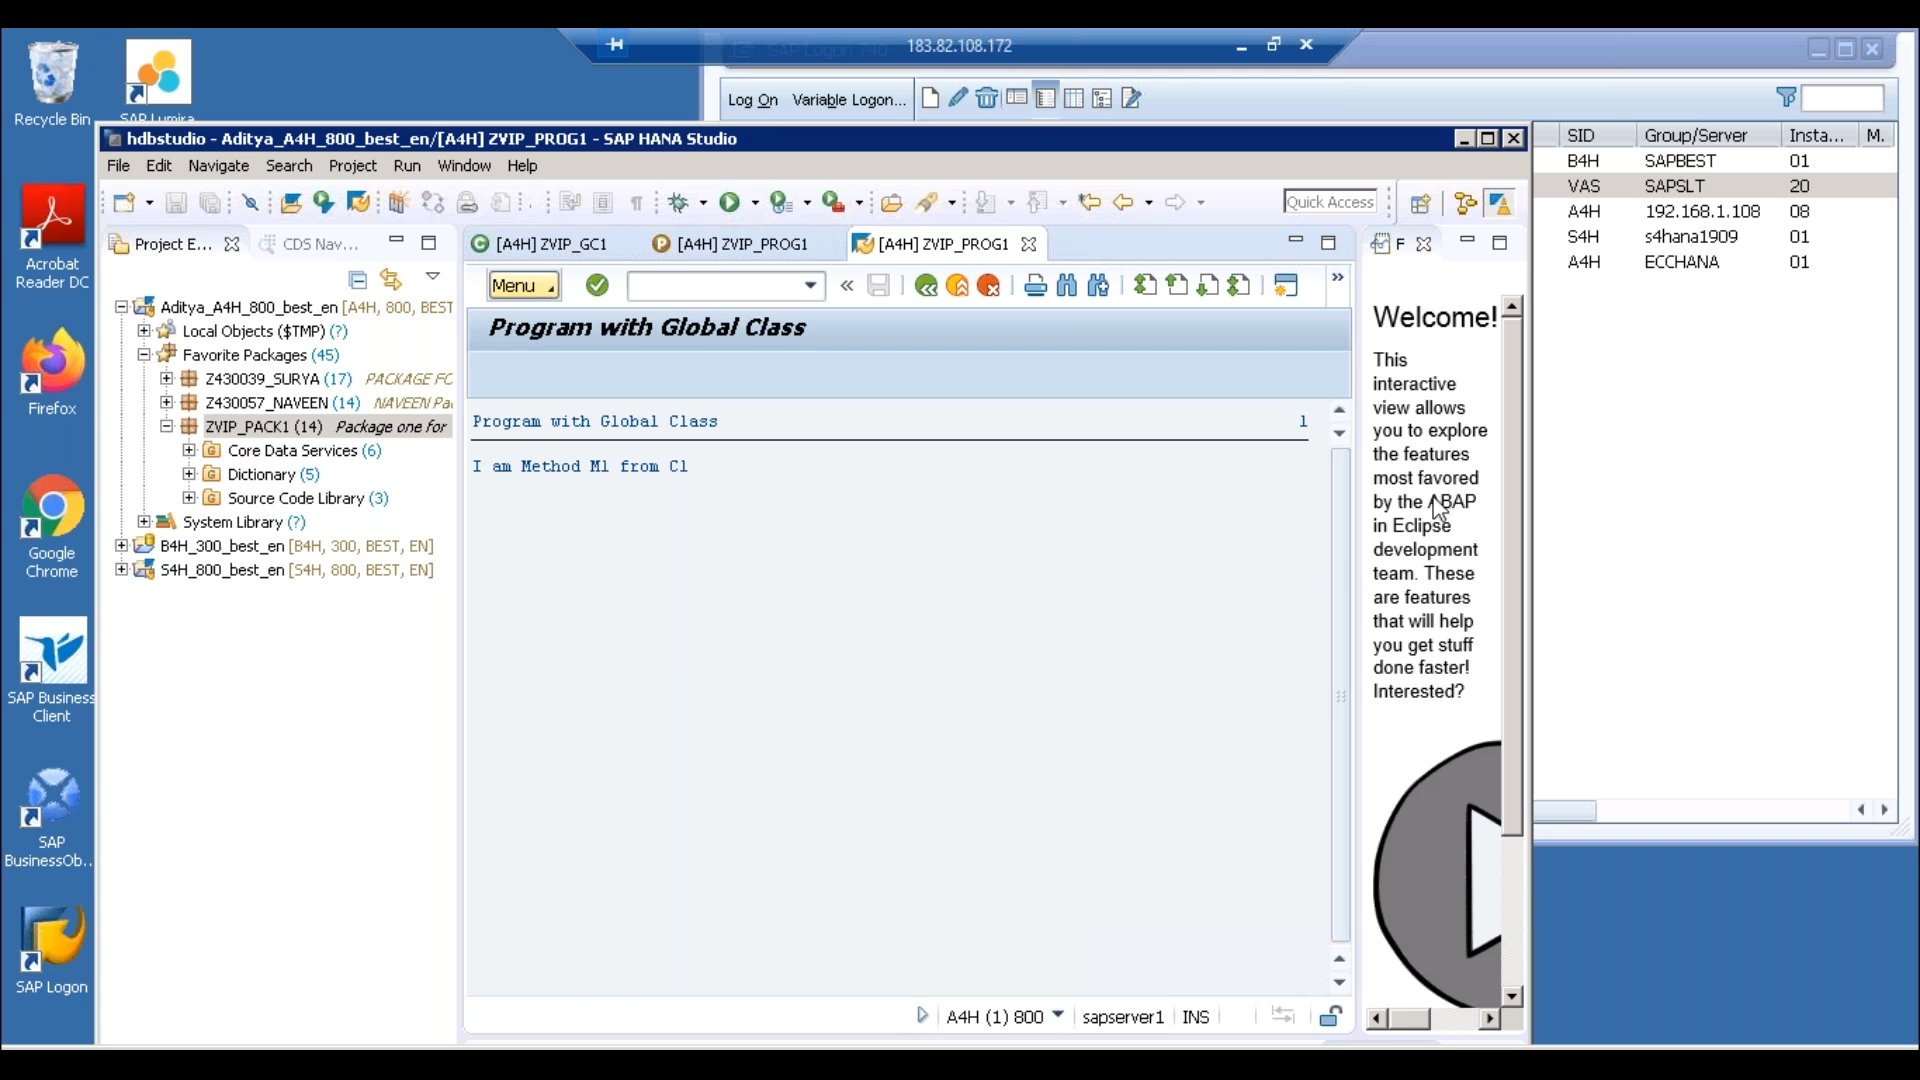 183.82.108.172
Recycle Bin
SAP Lumira
Log On Variable Logon...
SID Group/Server Insta... M.
B4H SAPBEST 01
VAS SAPSLT 20
A4H 192.168.1.108 08
S4H s4hana1909 01
A4H ECCHANA 01
hdbstudio - Aditya_A4H_800_best_en/[A4H] ZVIP_PROG1 - SAP HANA Studio
File Edit Navigate Search Project Run Window Help
Quick Access
Project E... CDS Nav...
[A4H] ZVIP_GC1 [A4H] ZVIP_PROG1 [A4H] ZVIP_PROG1
F
Menu
Aditya_A4H_800_best_en [A4H, 800, BEST
Local Objects ($TMP) (?)
Favorite Packages (45)
Z430039_SURYA (17) PACKAGE FC
Z430057_NAVEEN (14) NAVEEN Pa
ZVIP_PACK1 (14) Package one for
Core Data Services (6)
Dictionary (5)
Source Code Library (3)
System Library (?)
B4H_300_best_en [B4H, 300, BEST, EN]
S4H_800_best_en [S4H, 800, BEST, EN]
Program with Global Class
Program with Global Class 1
I am Method M1 from C1
Welcome!
This
interactive
view allows
you to explore
the features
most favored
by the ABAP
in Eclipse
development
team. These
are features
that will help
you get stuff
done faster!
Interested?
A4H (1) 800 sapserver1 INS
Acrobat
Reader DC
Firefox
Google
Chrome
SAP Business
Client
SAP
BusinessOb..
SAP Logon